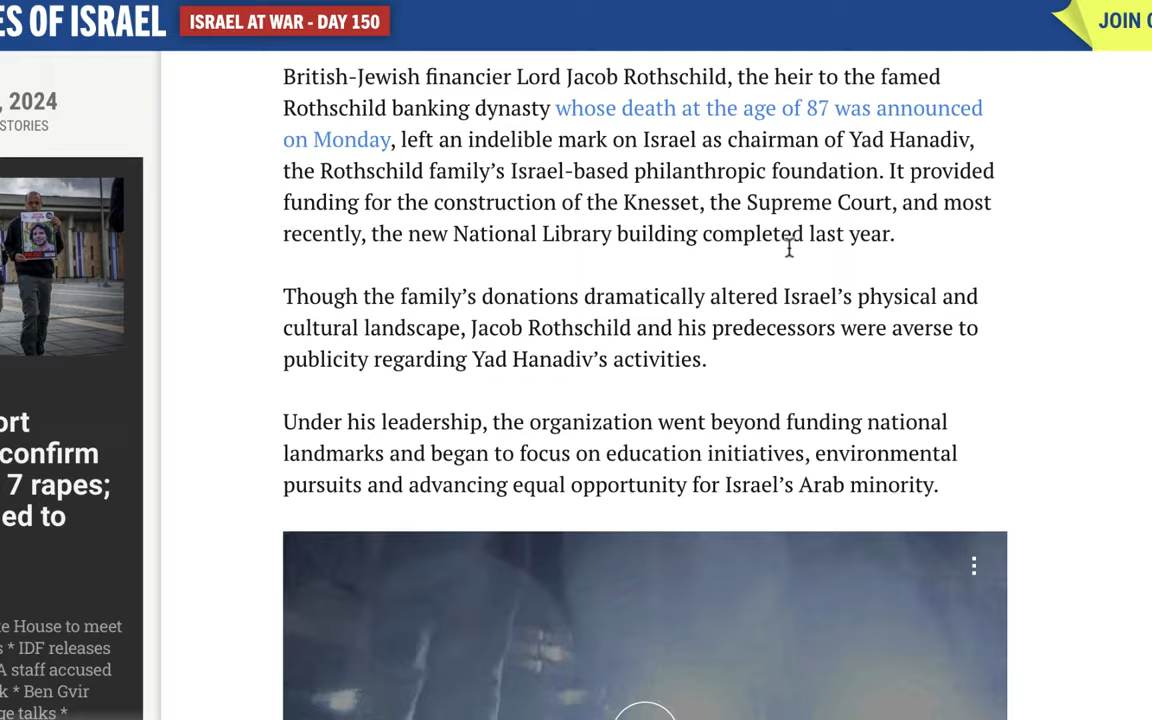 ES OF ISRAEL
ISRAEL AT WAR - DAY 150
JOIN
, 2024
STORIES
British-Jewish financier Lord Jacob Rothschild, the heir to the famed
Rothschild banking dynasty whose death at the age of 87 was announced
on Monday, left an indelible mark on Israel as chairman of Yad Hanadiv,
the Rothschild family’s Israel-based philanthropic foundation. It provided
funding for the construction of the Knesset, the Supreme Court, and most
recently, the new National Library building completed last year.
Though the family’s donations dramatically altered Israel’s physical and
cultural landscape, Jacob Rothschild and his predecessors were averse to
publicity regarding Yad Hanadiv’s activities.
Under his leadership, the organization went beyond funding national
landmarks and began to focus on education initiatives, environmental
pursuits and advancing equal opportunity for Israel’s Arab minority.
ort
confirm
7 rapes;
ed to
te House to meet
s * IDF releases
A staff accused
k * Ben Gvir
ge talks *